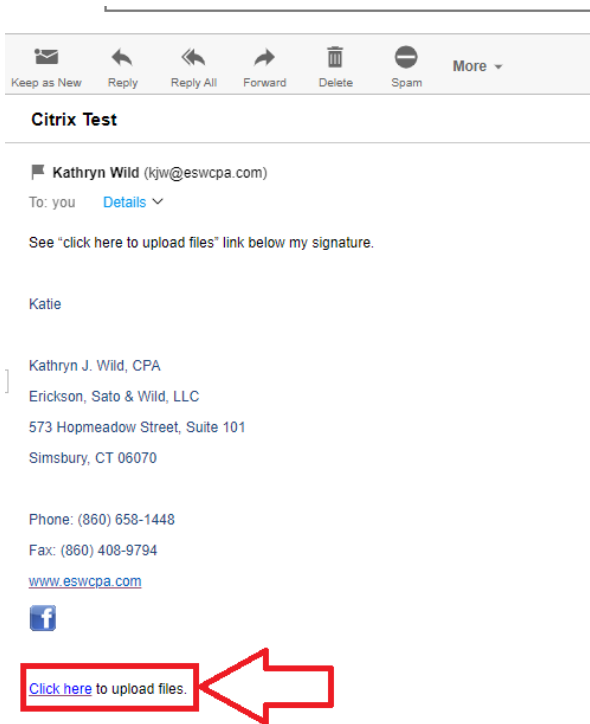 Keep as New Reply Reply All Forward Delete Spam More
Citrix Test
Kathryn Wild (kjw@eswcpa.com)
To: you Details
See “click here to upload files” link below my signature.
Katie
Kathryn J. Wild, CPA
Erickson, Sato & Wild, LLC
573 Hopmeadow Street, Suite 101
Simsbury, CT 06070
Phone: (860) 658-1448
Fax: (860) 408-9794
www.eswcpa.com
f
Click here to upload files.